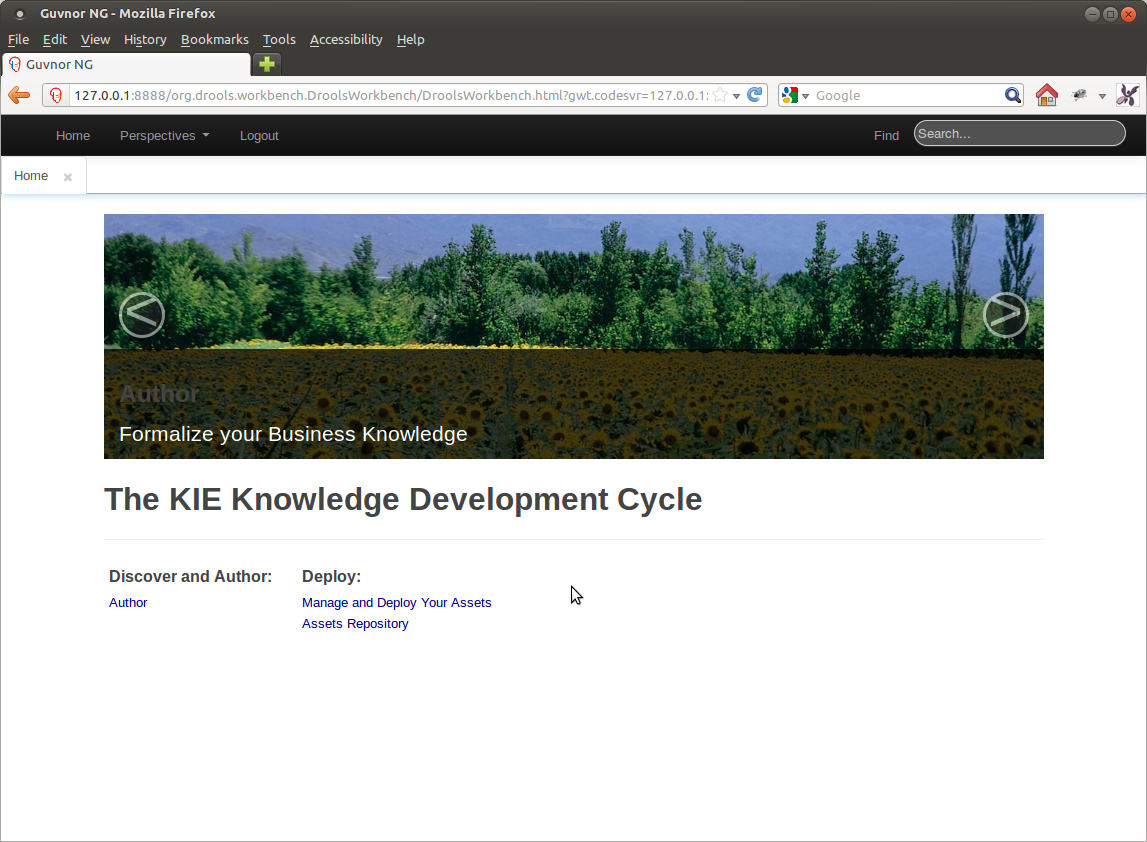 Guvnor NG - Mozilla Firefox
File Edit View History Bookmarks Tools Accessibility Help
Guvnor NG
127.0.0.1:8888/org.drools.workbench.DroolsWorkbench/DroolsWorkbench.html?gwt.codesvr=127.0.0.1: Google
Home Perspectives Logout Find Search...
Home
Author
Formalize your Business Knowledge
The KIE Knowledge Development Cycle
Discover and Author: Deploy:
Author Manage and Deploy Your Assets
Assets Repository